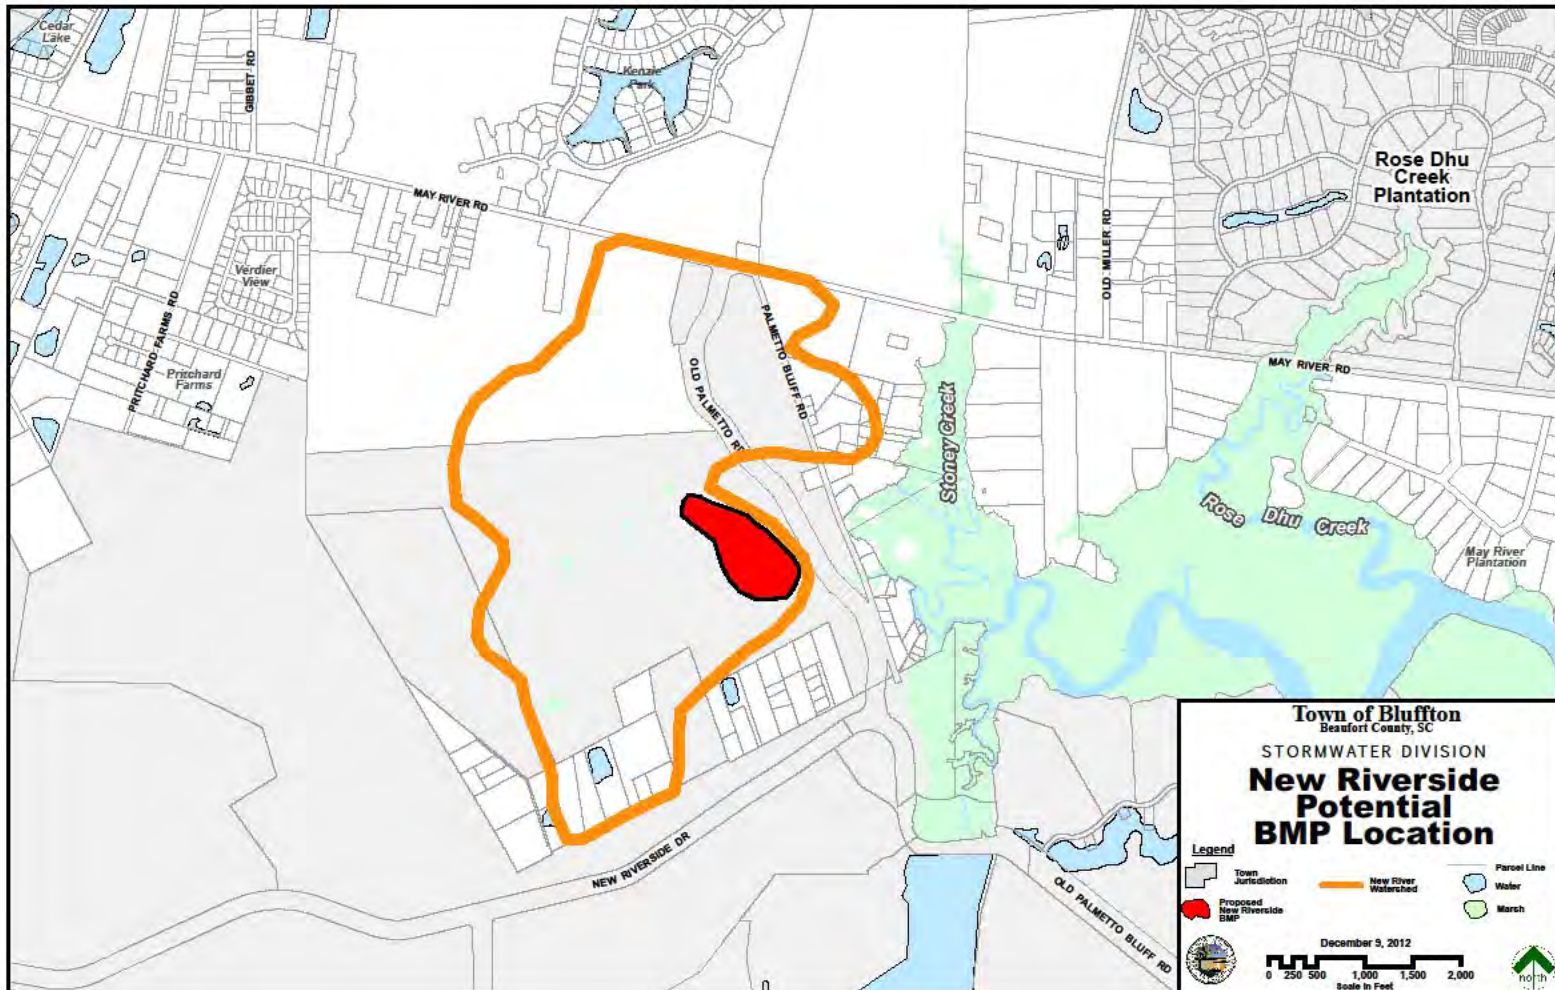 Cedar
Lake
GIBBET RD
Kenzie
Park
MAY RIVER RD
Rose Dhu
Creek
Plantation
OLD MILLER RD
Verdier
View
PRITCHARD FARMS RD
Pritchard
Farms
PALMETTO BLUFF RD
OLD PALMETTO RD
MAY RIVER RD
Stoney Creek
Rose Dhu Creek
May River
Plantation
NEW RIVERSIDE DR
OLD PALMETTO BLUFF RD
Town of Bluffton
Beaufort County, SC
STORMWATER DIVISION
New Riverside
Potential
BMP Location
Legend
Town
Jurisdiction
New River
Watershed
Parcel Line
Water
Proposed
New Riverside
BMP
Marsh
December 9, 2012
0 250 500 1,000 1,500 2,000
Scale in Feet
north